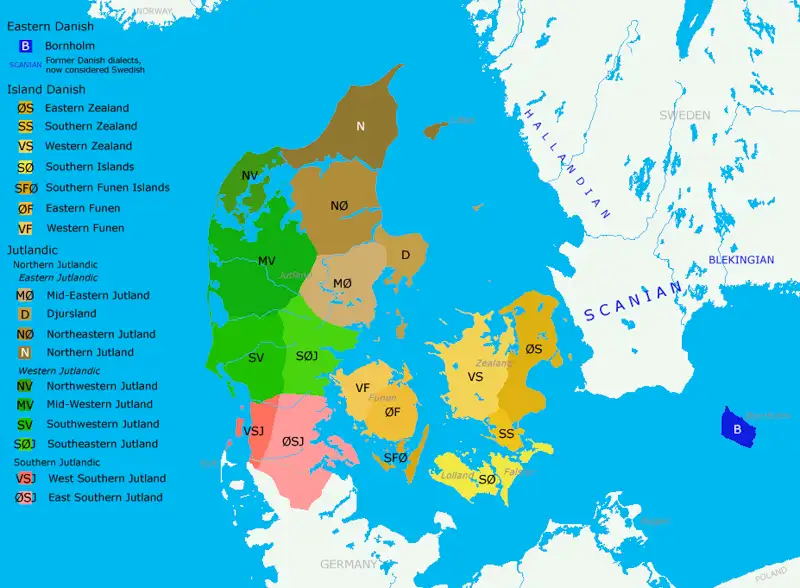 NORWAY
Eastern Danish
B Bornholm
SCANIAN Former Danish dialects,
now considered Swedish
Island Danish
ØS Eastern Zealand
SS Southern Zealand
VS Western Zealand
SØ Southern Islands
SFØ Southern Funen Islands
ØF Eastern Funen
VF Western Funen
Jutlandic
Northern Jutlandic
Eastern Jutlandic
MØ Mid-Eastern Jutland
D Djursland
NØ Northeastern Jutland
N Northern Jutland
Western Jutlandic
NV Northwestern Jutland
MV Mid-Western Jutland
SV Southwestern Jutland
SØJ Southeastern Jutland
Southern Jutlandic
VSJ West Southern Jutland
ØSJ East Southern Jutland
N
SWEDEN
HALLANDIAN
NV
NØ
D
MV
Jutland
MØ
BLEKINGIAN
SCANIAN
SV
SØJ
ØS
Zealand
VS
VF
Funen
ØF
VSJ
ØSJ
SS
B
SFØ
Lolland
SØ
GERMANY
POLAND